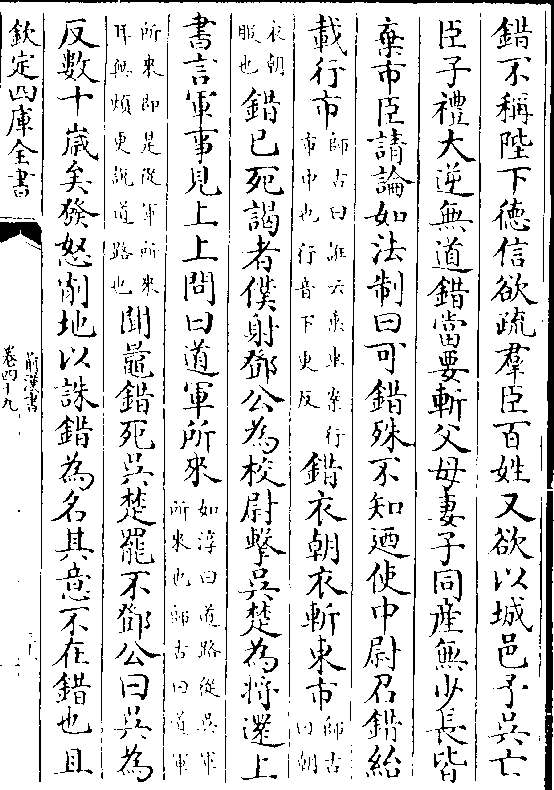 錯不稱陛下徳信欲疏羣臣百姓又欲以城邑予吳亡
臣子禮大逆無道錯當要斬父母妻子同産無少長皆
棄市臣請論如法制曰可錯殊不知迺使中尉召錯紿
載行市師古曰誰云乘車案行市中也行音下更反錯衣朝衣斬東市師古曰朝
衣朝服也錯已死謁者僕射鄧公為校尉擊吳楚為將還上
書言軍事見上上問曰道軍所來如淳曰道路從吳軍所來也師古曰道軍
所來即是從軍所來耳無煩更說道路也聞鼂錯死吳楚罷不鄧公曰吳為
反數十歳矣發怒削地以誅錯為名其意不在錯也且
欽定四庫全書
前漢書
卷四十九